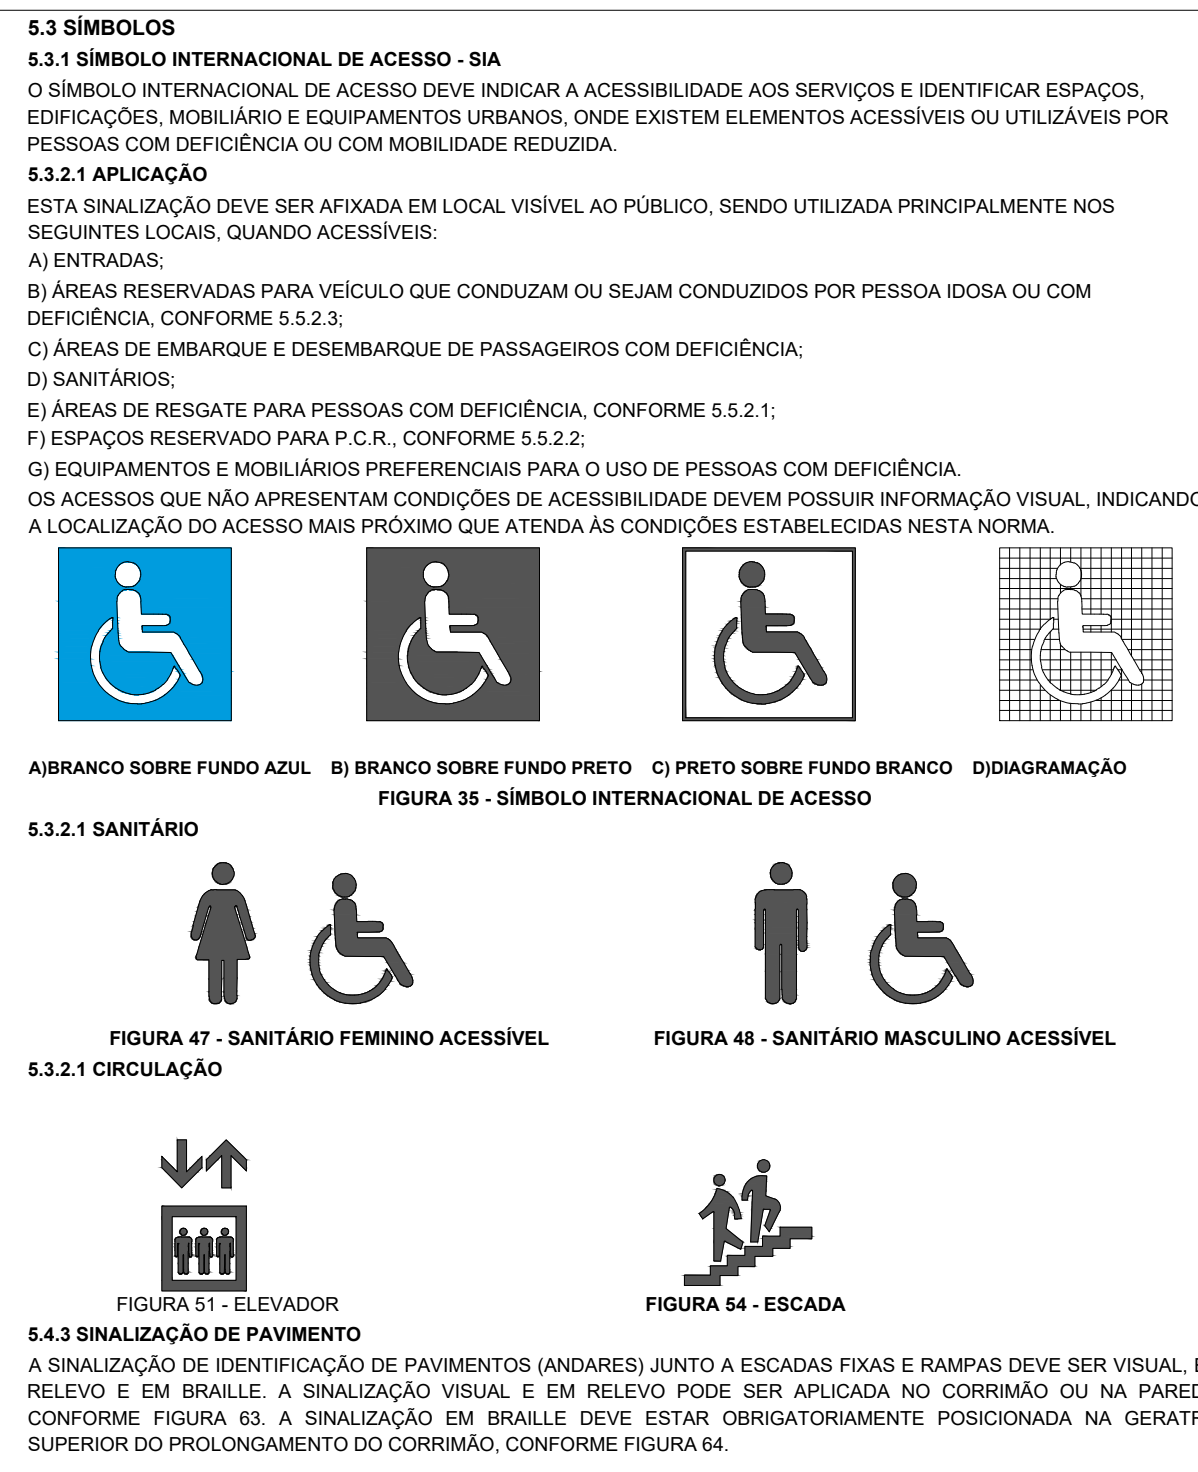 5.3 SÍMBOLOS
5.3.1 SÍMBOLO INTERNACIONAL DE ACESSO - SIA
O SÍMBOLO INTERNACIONAL DE ACESSO DEVE INDICAR A ACESSIBILIDADE AOS SERVIÇOS E IDENTIFICAR ESPAÇOS,
EDIFICAÇÕES, MOBILIÁRIO E EQUIPAMENTOS URBANOS, ONDE EXISTEM ELEMENTOS ACESSÍVEIS OU UTILIZÁVEIS POR
PESSOAS COM DEFICIÊNCIA OU COM MOBILIDADE REDUZIDA.
5.3.2.1 APLICAÇÃO
ESTA SINALIZAÇÃO DEVE SER AFIXADA EM LOCAL VISÍVEL AO PÚBLICO, SENDO UTILIZADA PRINCIPALMENTE NOS
SEGUINTES LOCAIS, QUANDO ACESSÍVEIS:
A) ENTRADAS;
B) ÁREAS RESERVADAS PARA VEÍCULO QUE CONDUZAM OU SEJAM CONDUZIDOS POR PESSOA IDOSA OU COM
DEFICIÊNCIA, CONFORME 5.5.2.3;
C) ÁREAS DE EMBARQUE E DESEMBARQUE DE PASSAGEIROS COM DEFICIÊNCIA;
D) SANITÁRIOS;
E) ÁREAS DE RESGATE PARA PESSOAS COM DEFICIÊNCIA, CONFORME 5.5.2.1;
F) ESPAÇOS RESERVADO PARA P.C.R., CONFORME 5.5.2.2;
G) EQUIPAMENTOS E MOBILIÁRIOS PREFERENCIAIS PARA O USO DE PESSOAS COM DEFICIÊNCIA.
OS ACESSOS QUE NÃO APRESENTAM CONDIÇÕES DE ACESSIBILIDADE DEVEM POSSUIR INFORMAÇÃO VISUAL, INDICANDO
A LOCALIZAÇÃO DO ACESSO MAIS PRÓXIMO QUE ATENDA ÀS CONDIÇÕES ESTABELECIDAS NESTA NORMA.
A)BRANCO SOBRE FUNDO AZUL B) BRANCO SOBRE FUNDO PRETO C) PRETO SOBRE FUNDO BRANCO D)DIAGRAMAÇÃO
FIGURA 35 - SÍMBOLO INTERNACIONAL DE ACESSO
5.3.2.1 SANITÁRIO
FIGURA 47 - SANITÁRIO FEMININO ACESSÍVEL FIGURA 48 - SANITÁRIO MASCULINO ACESSÍVEL
5.3.2.1 CIRCULAÇÃO
FIGURA 51 - ELEVADOR FIGURA 54 - ESCADA
5.4.3 SINALIZAÇÃO DE PAVIMENTO
A SINALIZAÇÃO DE IDENTIFICAÇÃO DE PAVIMENTOS (ANDARES) JUNTO A ESCADAS FIXAS E RAMPAS DEVE SER VISUAL,
RELEVO E EM BRAILLE. A SINALIZAÇÃO VISUAL E EM RELEVO PODE SER APLICADA NO CORRIMÃO OU NA
CONFORME FIGURA 63. A SINALIZAÇÃO EM BRAILLE DEVE ESTAR OBRIGATORIAMENTE POSICIONADA NA
SUPERIOR DO PROLONGAMENTO DO CORRIMÃO, CONFORME FIGURA 64.